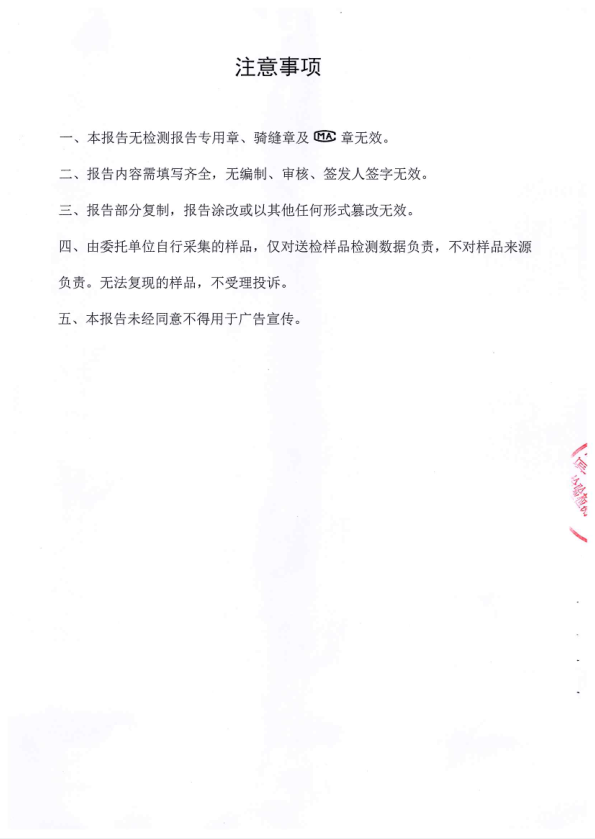 注意事项
一、本报告无检测报告专用章、骑缝章及 MA 章无效。
二、报告内容需填写齐全，无编制、审核、签发人签字无效。
三、报告部分复制，报告涂改或以其他任何形式篡改无效。
四、由委托单位自行采集的样品，仅对送检样品检测数据负责，不对样品来源
负责。无法复现的样品，不受理投诉。
五、本报告未经同意不得用于广告宣传。